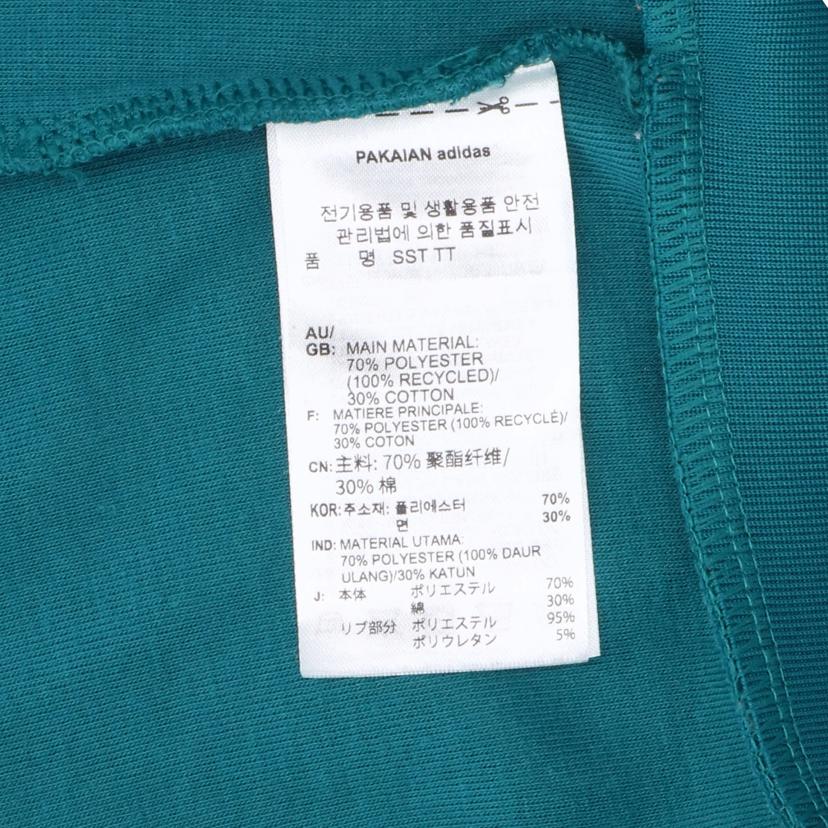 PAKAIAN adidas
전기용품 및 생활용품 안전
관리법에 의한 품질표시
품 명 SST TT
AU/
GB: MAIN MATERIAL:
70% POLYESTER
(100% RECYCLED)/
30% COTTON
F: MATIERE PRINCIPALE:
70% POLYESTER (100% RECYCLÉ)/
30% COTON
CN: 主料: 70% 聚酯纤维/
30% 棉
KOR: 주소재: 폴리에스터 70%
면 30%
IND: MATERIAL UTAMA:
70% POLYESTER (100% DAUR
ULANG)/30% KATUN
J: 本体 ポリエステル 70%
綿 30%
リブ部分 ポリエステル 95%
ポリウレタン 5%